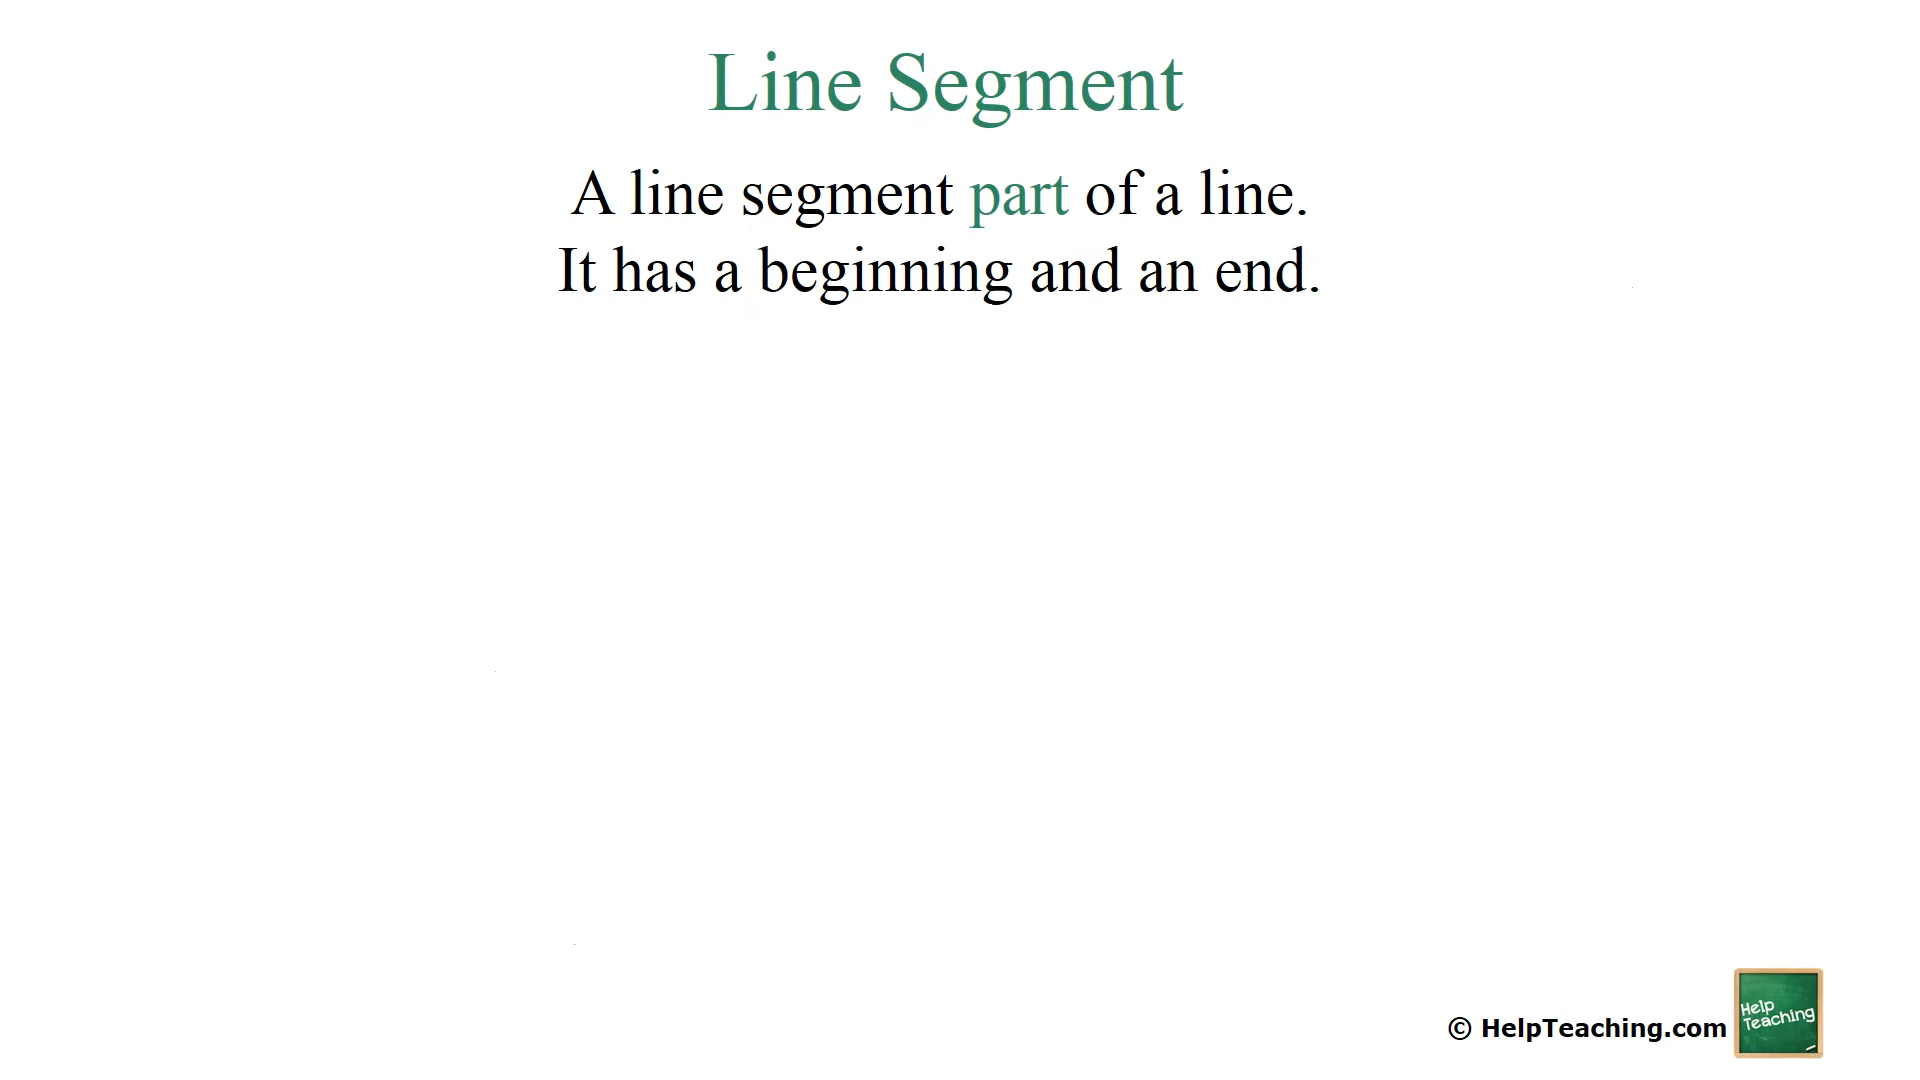 Line Segment
A line segment part of a line.
It has a beginning and an end.
© HelpTeaching.com
Help
Teaching